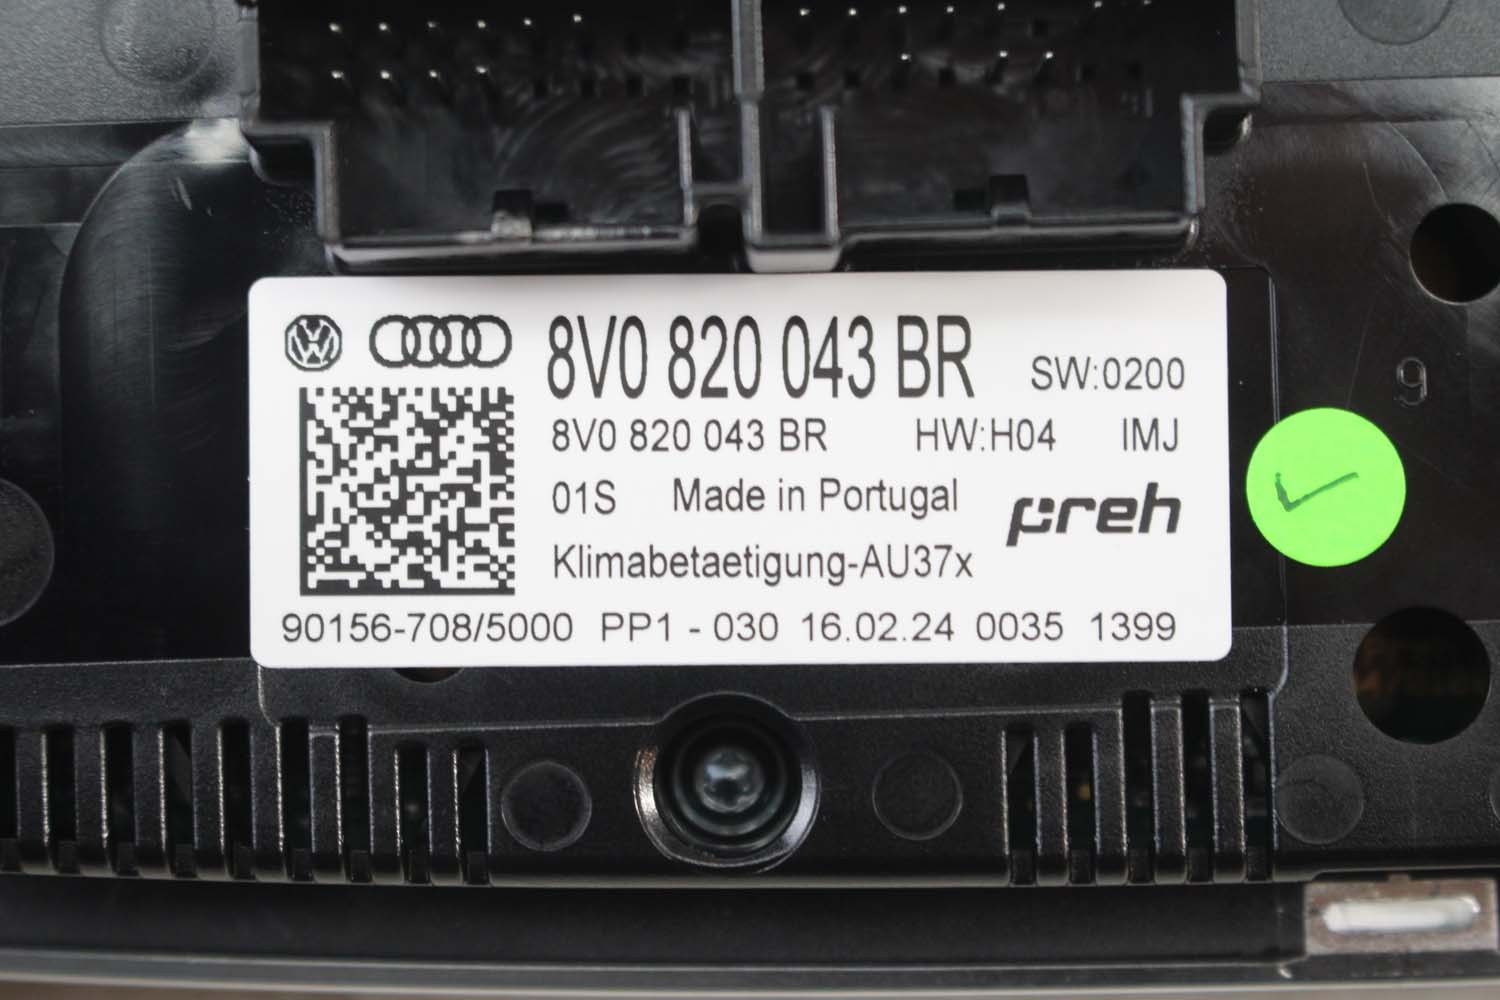 8V0 820 043 BR SW:0200
8V0 820 043 BR HW:H04 IMJ
01S Made in Portugal preh
Klimabetaetigung-AU37x
90156-708/5000 PP1 - 030 16.02.24 0035 1399
9